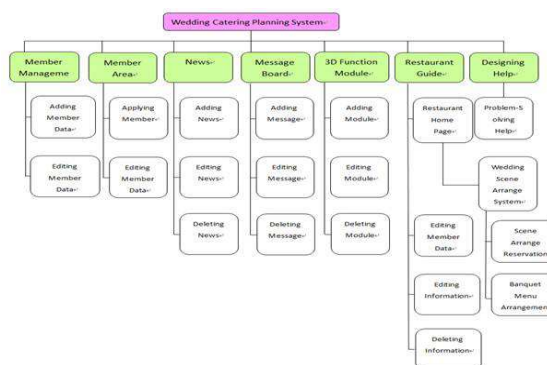 Wedding Catering Planning System
Member
Manageme
Member
Area
News
Message
Board
3D Function
Module
Restaurant
Guide
Designing
Help
Adding
Member
Data
Editing
Member
Data
Applying
Member
Editing
Member
Data
Adding
News
Editing
News
Deleting
News
Adding
Message
Editing
Message
Deleting
Message
Adding
Module
Editing
Module
Deleting
Module
Restaurant
Home
Page
Editing
Member
Data
Editing
Information
Deleting
Information
Problem-S
olving
Help
Wedding
Scene
Arrange
System
Scene
Arrange
Reservation
Banquet
Menu
Arrangement